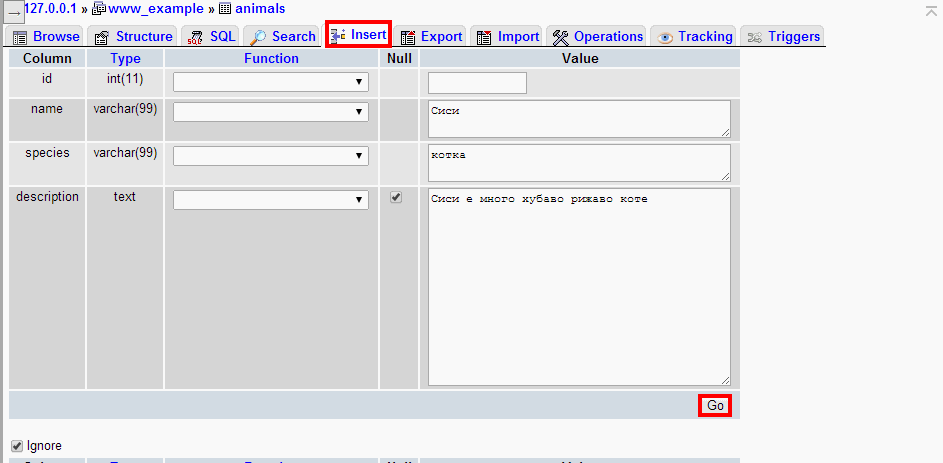 127.0.0.1 » www_example » animals
Browse Structure SQL Search Insert Export Import Operations Tracking Triggers
Column Type Function Null Value
id int(11)
name varchar(99) Сиси
species varchar(99) котка
description text Сиси е много хубаво рижаво коте
Go
Ignore